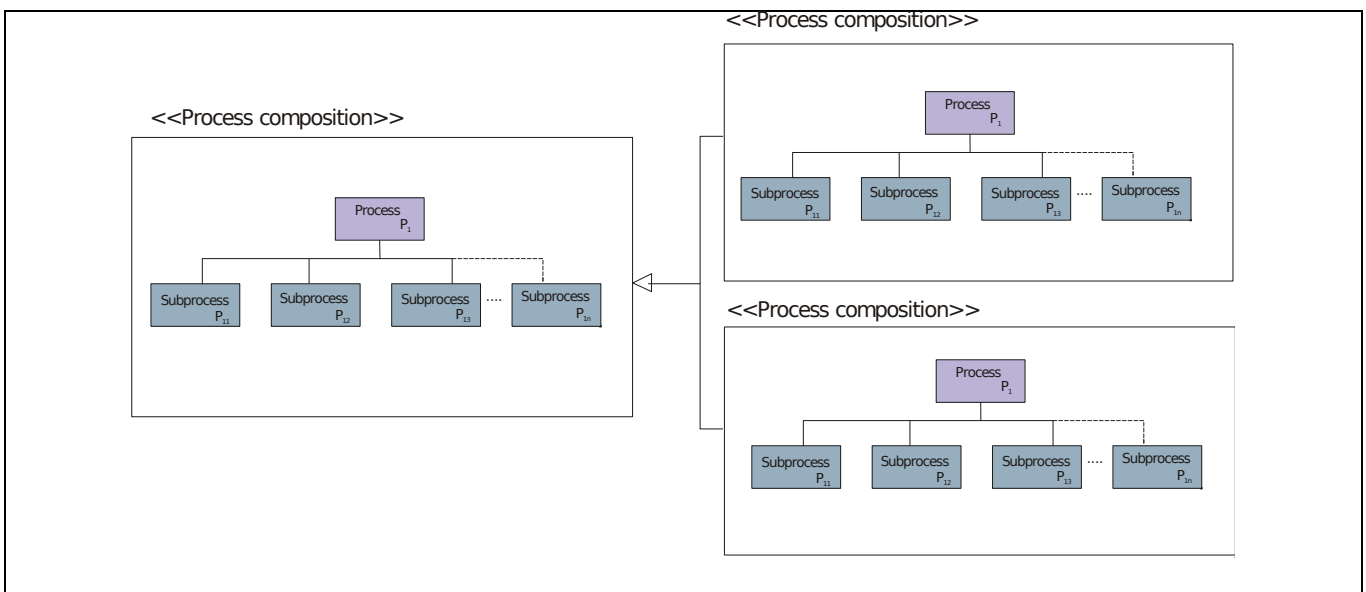 <<Process composition>>
Process
P₁
Subprocess
P₁₁
Subprocess
P₁₂
Subprocess
P₁₃
....
Subprocess
P₁ₙ
<<Process composition>>
Process
P₁
Subprocess
P₁₁
Subprocess
P₁₂
Subprocess
P₁₃
....
Subprocess
P₁ₙ
<<Process composition>>
Process
P₁
Subprocess
P₁₁
Subprocess
P₁₂
Subprocess
P₁₃
....
Subprocess
P₁ₙ